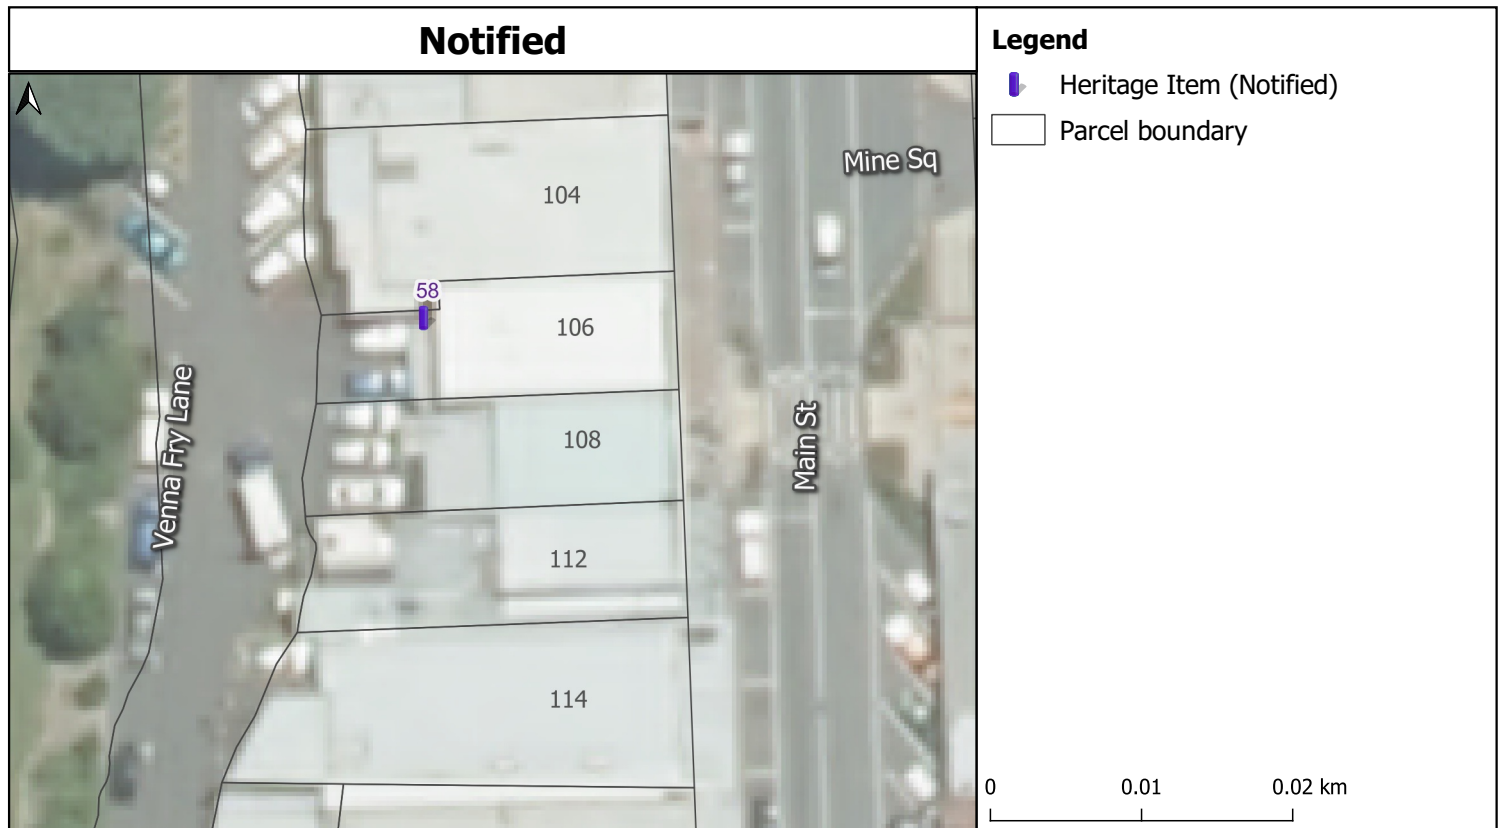 Notified
Legend
Heritage Item (Notified)
Parcel boundary
Mine Sq
104
58
106
Venna Fry Lane
Main St
108
112
114
0 0.01 0.02 km